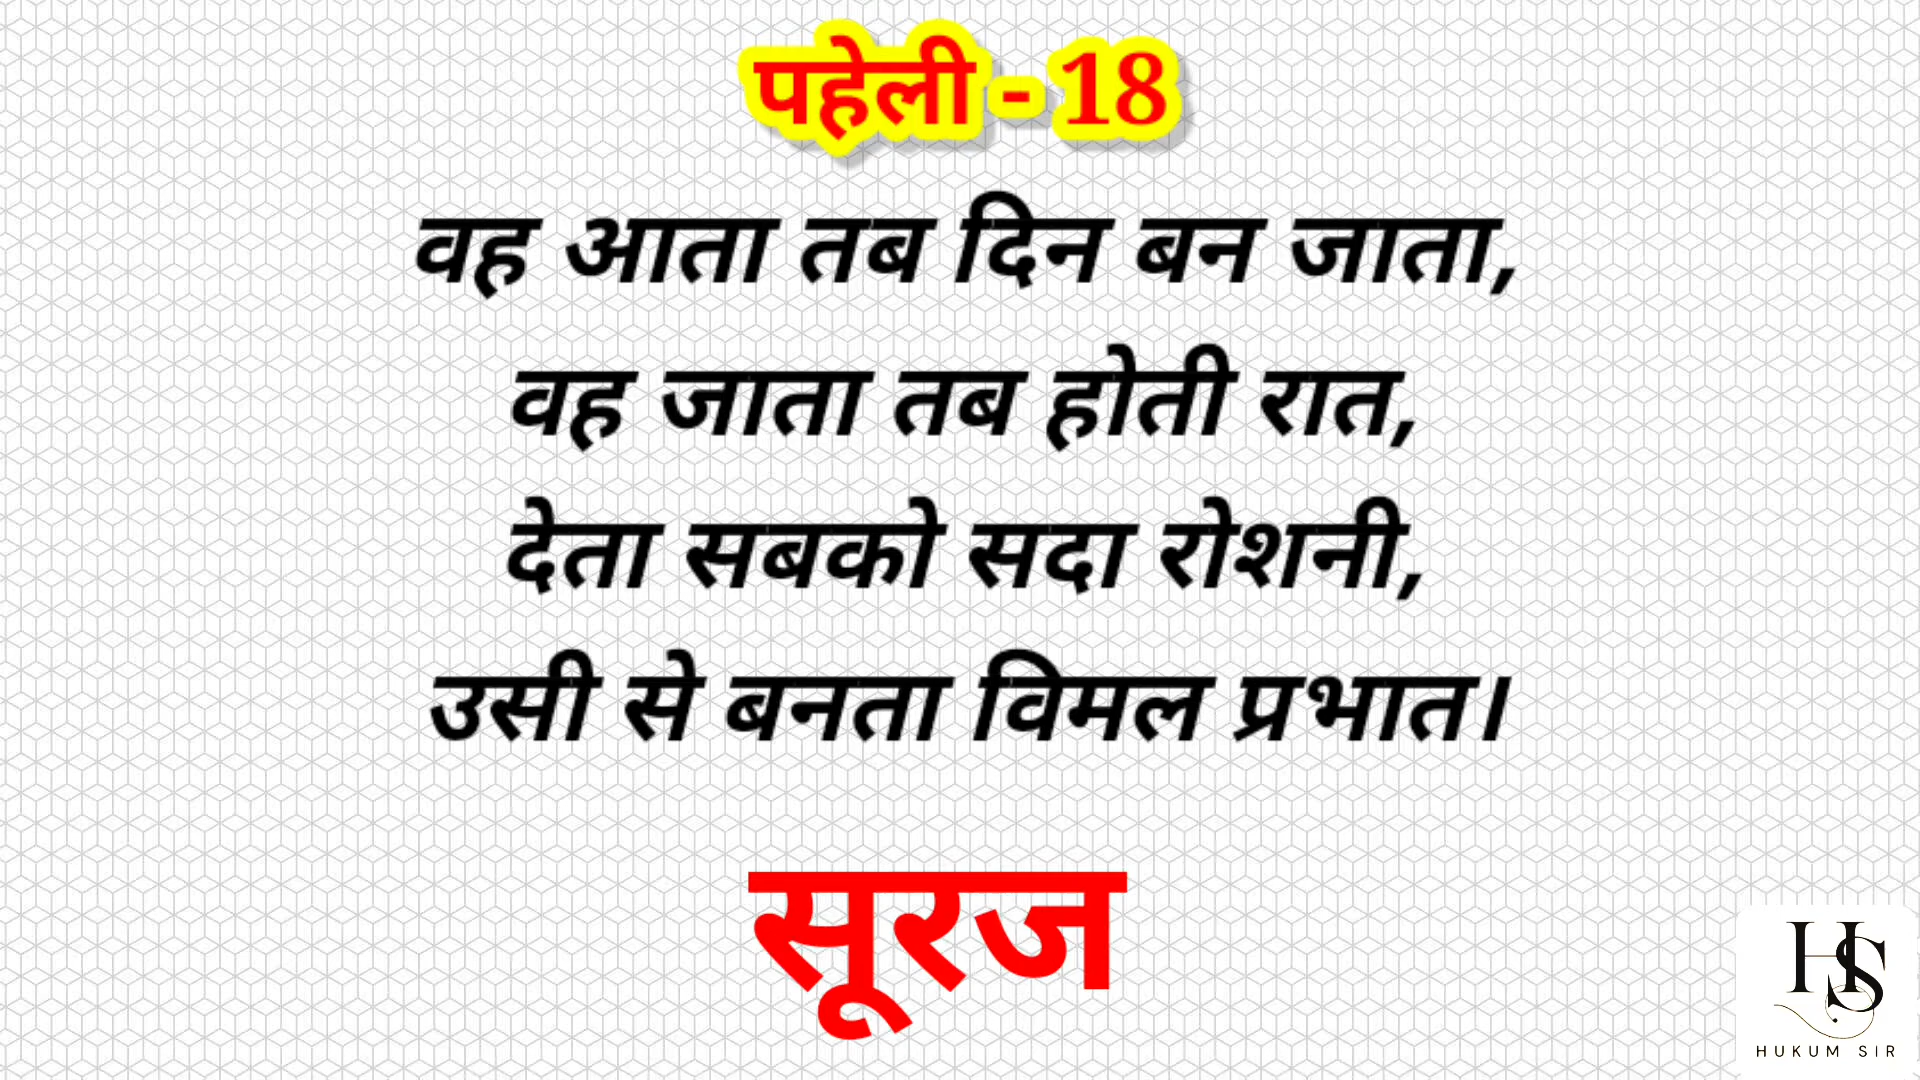 पहेली - 18
वह आता तब दिन बन जाता,
वह जाता तब होती रात,
देता सबको सदा रोशनी,
उसी से बनता विमल प्रभात।
सूरज
HS
HUKUM SIR